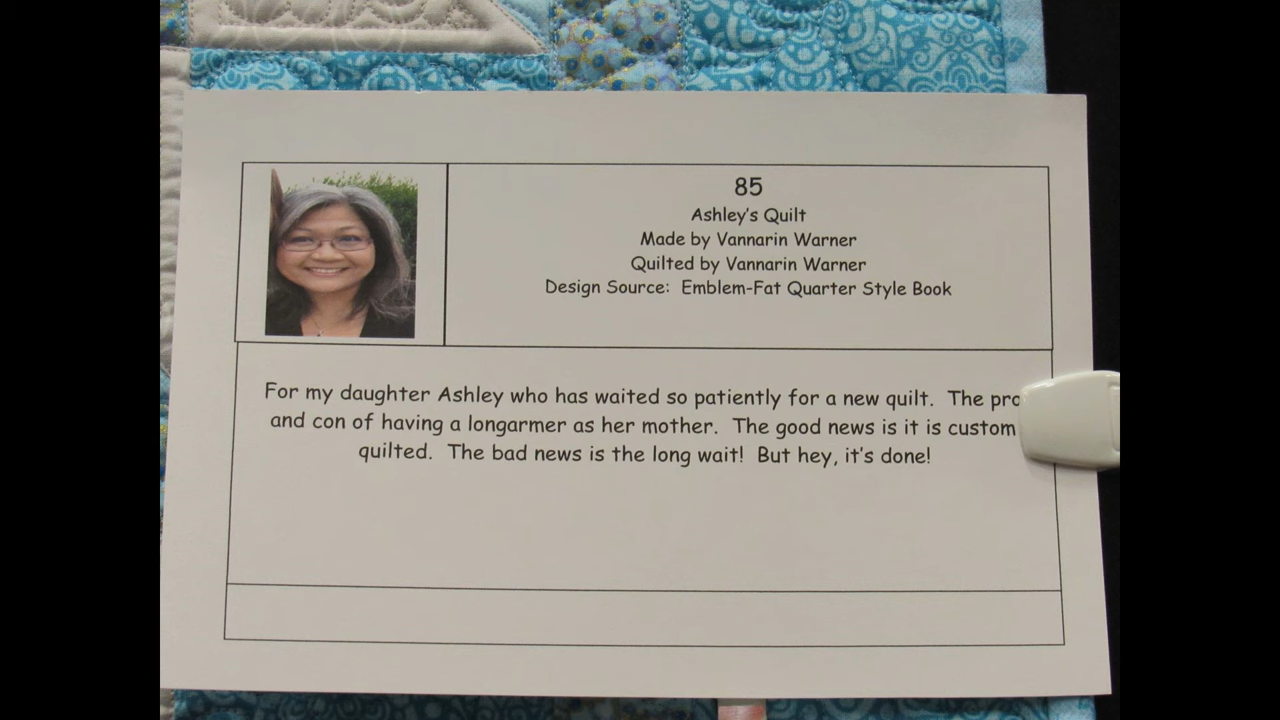 85
Ashley's Quilt
Made by Vannarin Warner
Quilted by Vannarin Warner
Design Source:  Emblem-Fat Quarter Style Book
For my daughter Ashley who has waited so patiently for a new quilt.  The pro
and con of having a longarmer as her mother.  The good news is it is custom
quilted.  The bad news is the long wait!  But hey, it's done!